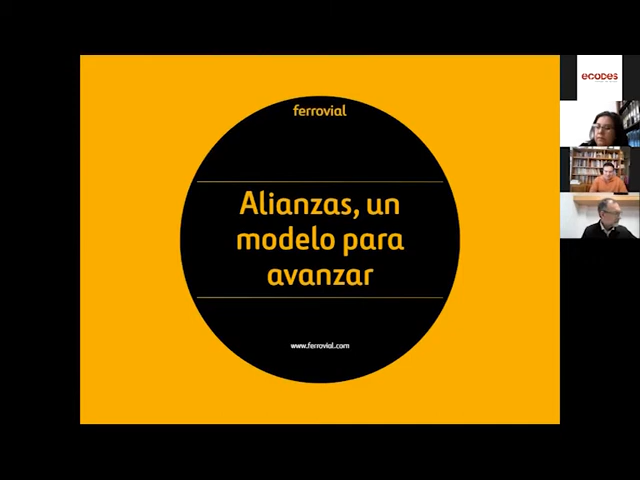 ferrovial
Alianzas, un
modelo para
avanzar
www.ferrovial.com
ecodes